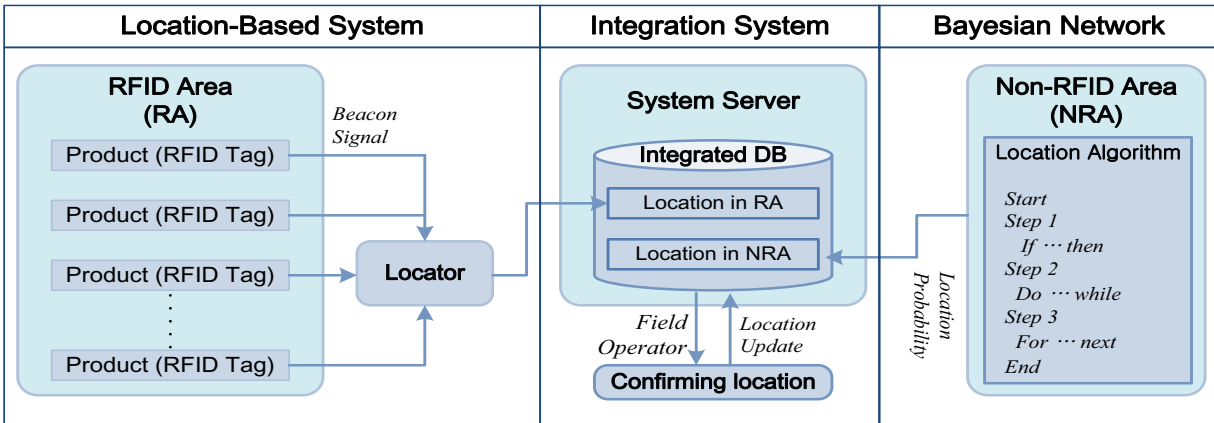 Location-Based System
Integration System
Bayesian Network
RFID Area
(RA)
Product (RFID Tag)
Product (RFID Tag)
Product (RFID Tag)
Product (RFID Tag)
Beacon
Signal
Locator
System Server
Integrated DB
Location in RA
Location in NRA
Field
Operator
Location
Update
Confirming location
Location
Probability
Non-RFID Area
(NRA)
Location Algorithm
Start
Step 1
If ··· then
Step 2
Do ··· while
Step 3
For ··· next
End